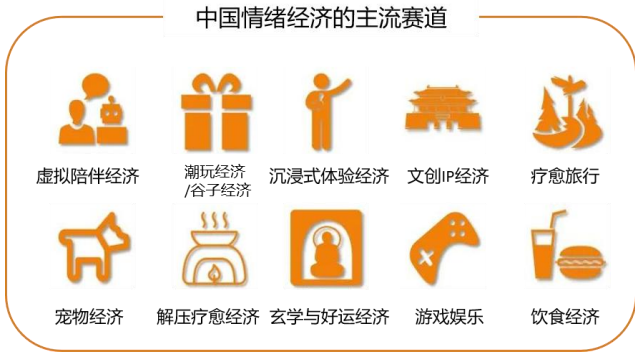 中国情绪经济的主流赛道
虚拟陪伴经济
潮玩经济
/谷子经济
沉浸式体验经济
文创IP经济
疗愈旅行
宠物经济
解压疗愈经济
玄学与好运经济
游戏娱乐
饮食经济